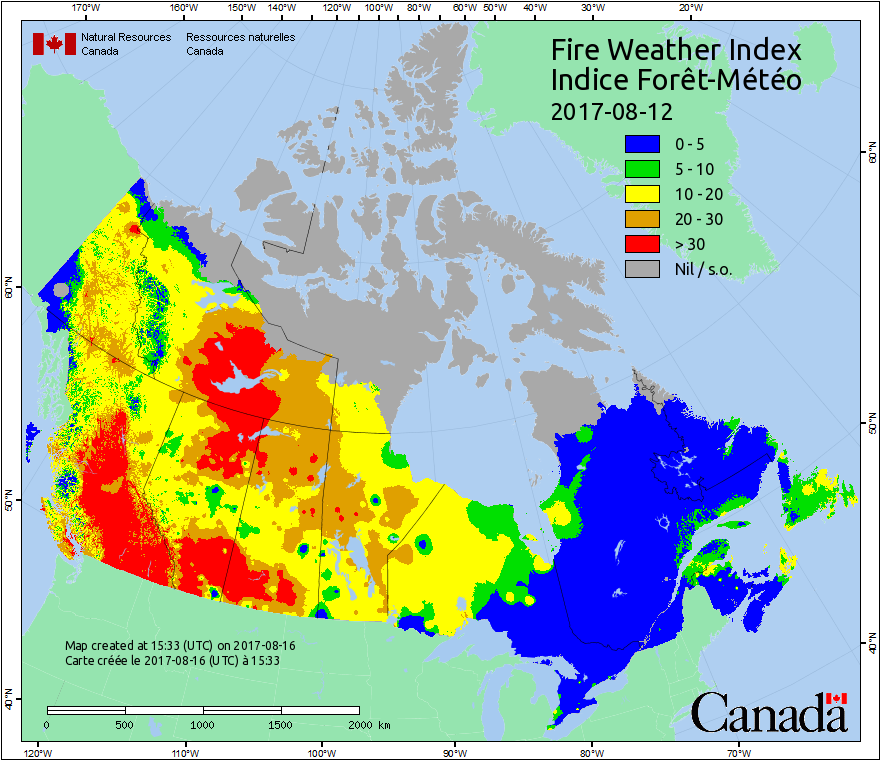 170°W 160°W 150°W 140°W 120°W 100°W 80°W 60°W 50°W 40°W 30°W 20°W
Natural Resources Ressources naturelles
Canada Canada
Fire Weather Index
Indice Forêt-Météo
2017-08-12
0 - 5
5 - 10
10 - 20
20 - 30
> 30
Nil / s.o.
60°N
60°N
50°N
50°N
40°N
40°N
Map created at 15:33 (UTC) on 2017-08-16
Carte créée le 2017-08-16 (UTC) à 15:33
0 500 1000 1500 2000 km
Canada
120°W 110°W 100°W 90°W 80°W 70°W